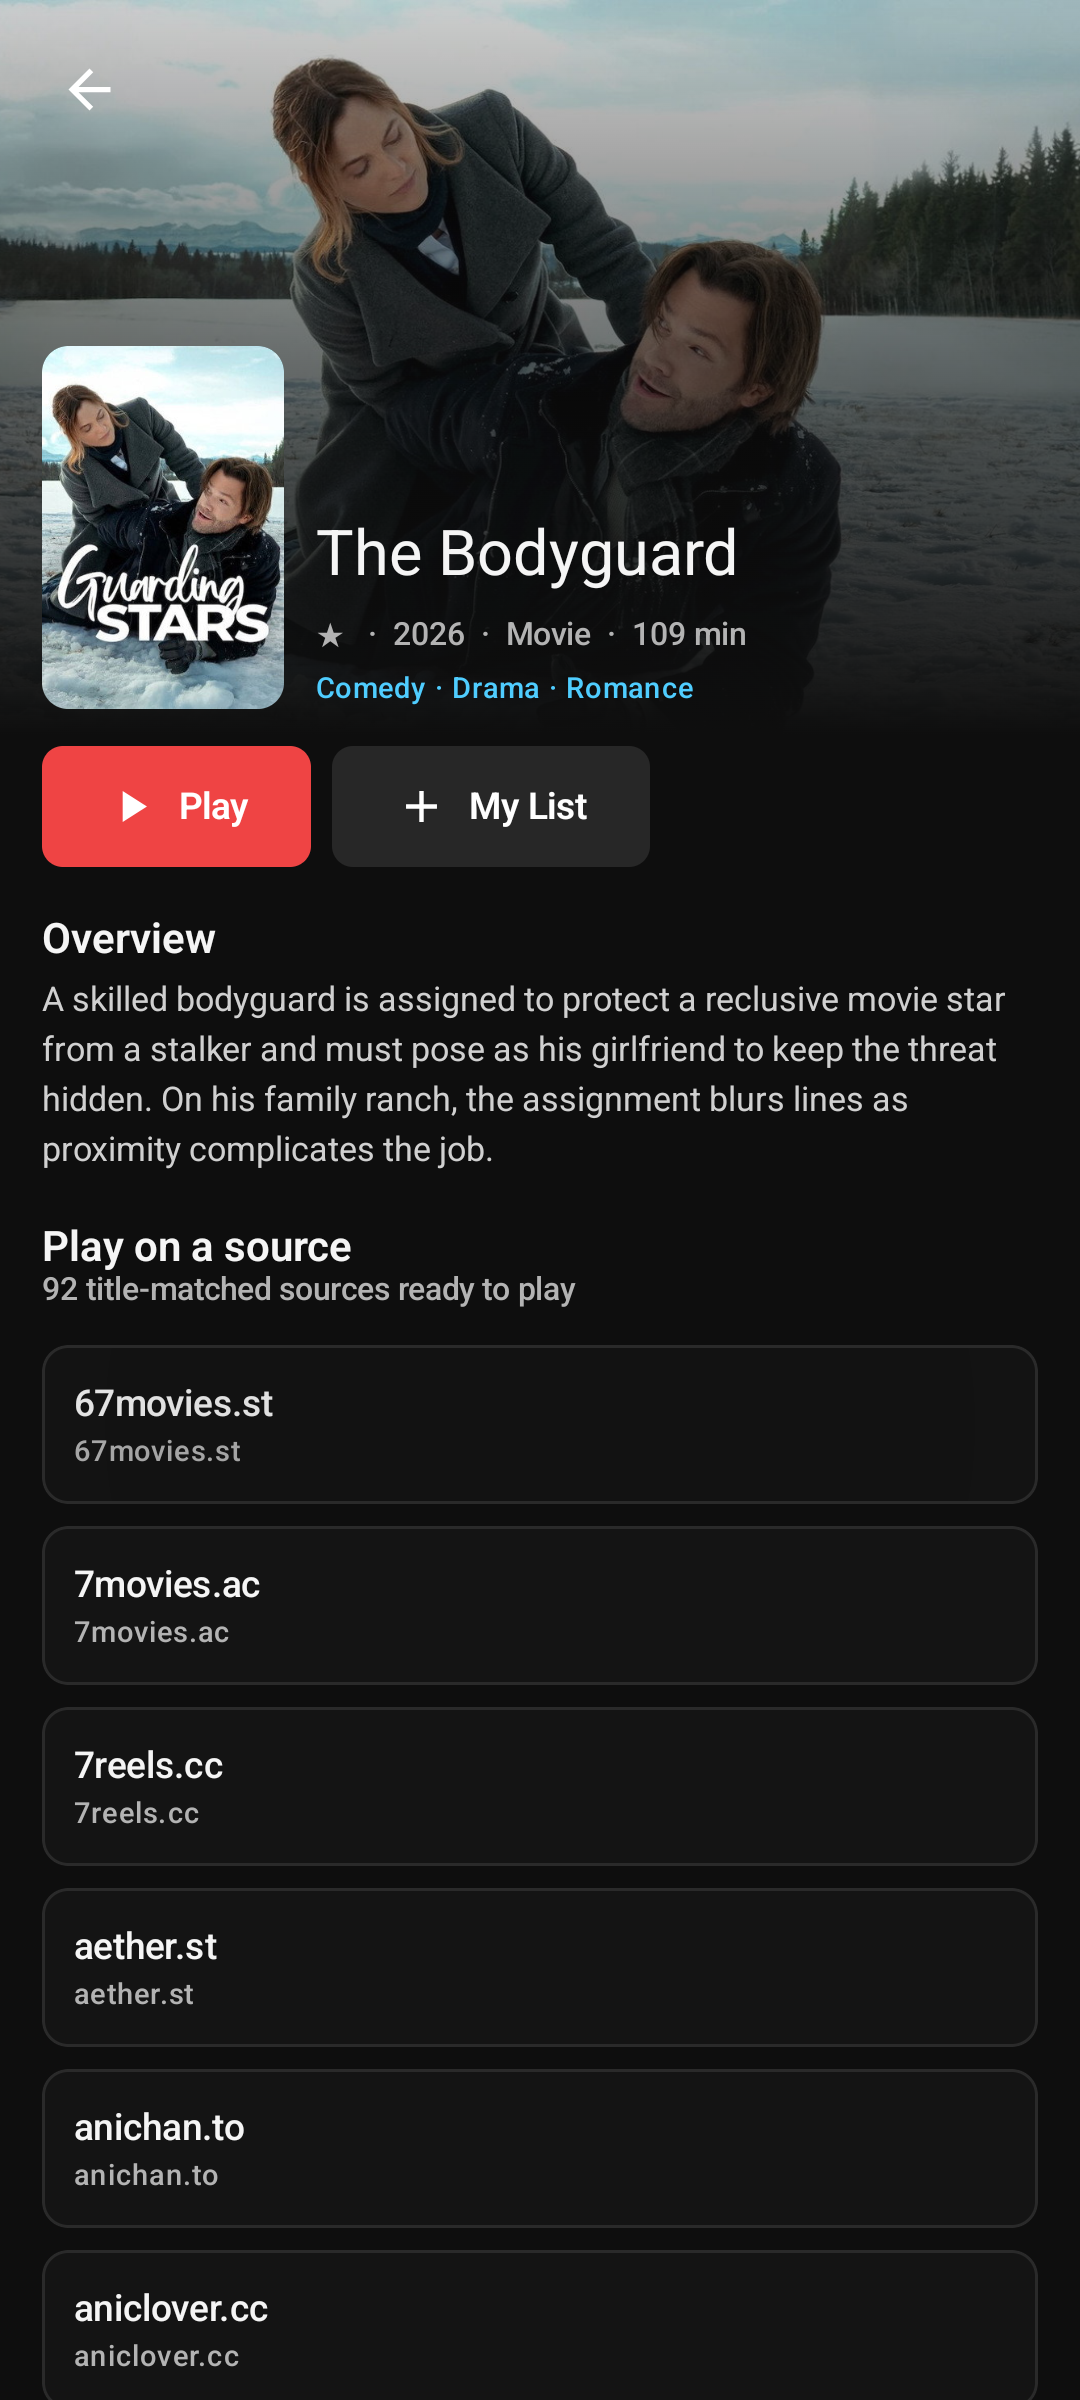 Guarding
STARS
The Bodyguard
★ · 2026 · Movie · 109 min
Comedy · Drama · Romance
Play
My List
Overview
A skilled bodyguard is assigned to protect a reclusive movie star
from a stalker and must pose as his girlfriend to keep the threat
hidden. On his family ranch, the assignment blurs lines as
proximity complicates the job.
Play on a source
92 title-matched sources ready to play
67movies.st
67movies.st
7movies.ac
7movies.ac
7reels.cc
7reels.cc
aether.st
aether.st
anichan.to
anichan.to
aniclover.cc
aniclover.cc